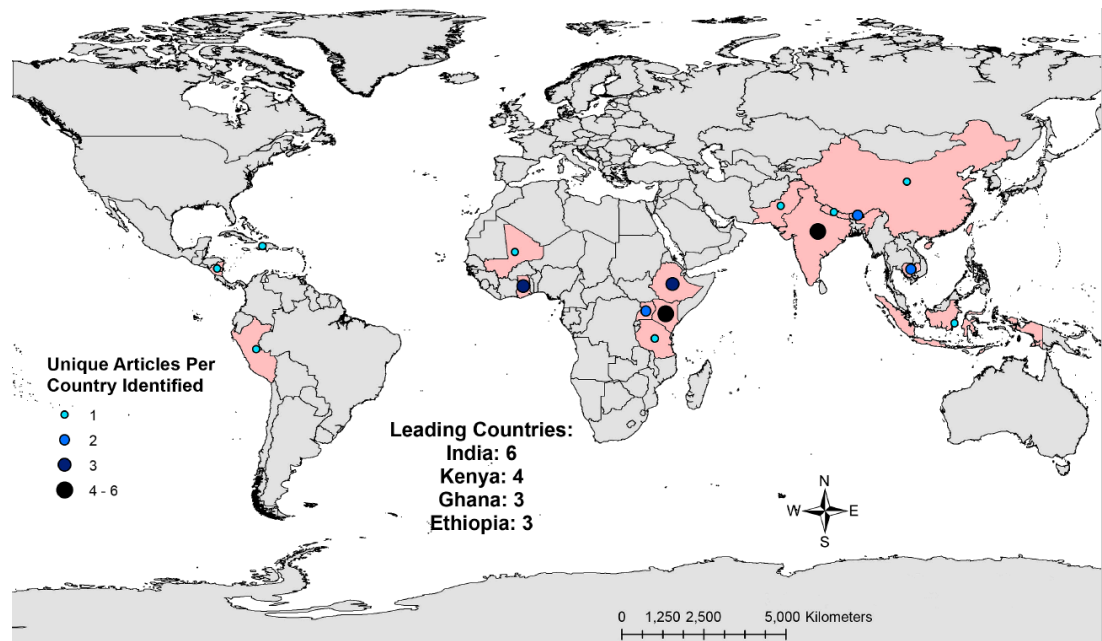 Unique Articles Per
Country Identified
1
2
3
4 - 6
Leading Countries:
India: 6
Kenya: 4
Ghana: 3
Ethiopia: 3
N
W E
S
0 1,250 2,500 5,000 Kilometers